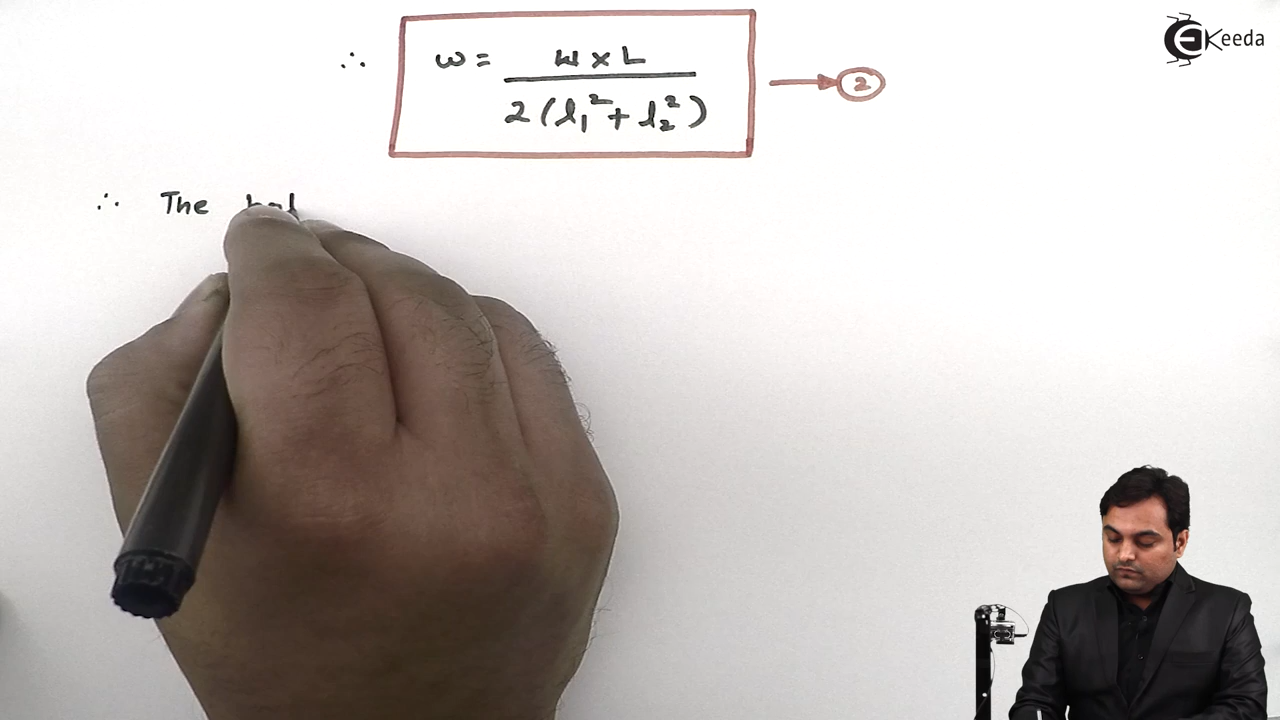 EKeeda
∴ w = W × L / 2 (l₁² + l₂²) → ②
∴ The